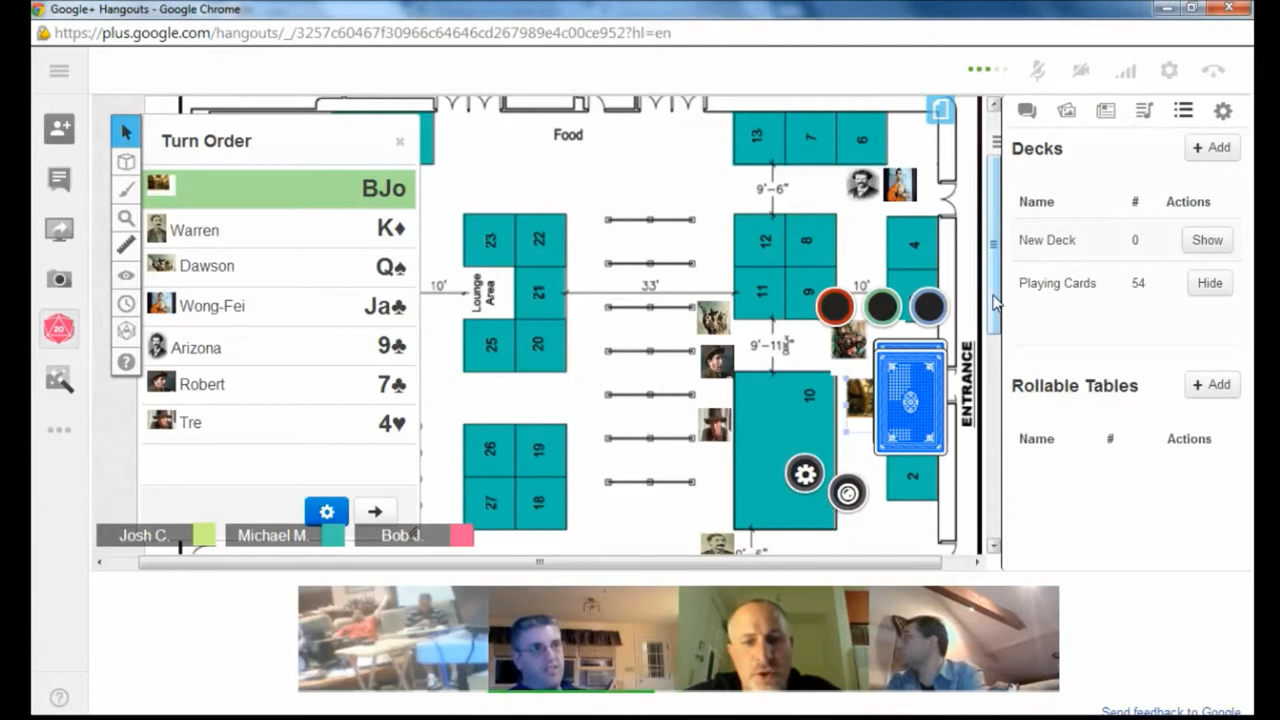 Google+ Hangouts - Google Chrome
https://plus.google.com/hangouts/_/3257c60467f30966c64646cd267989e4c00ce952?hl=en
Turn Order
BJo
Warren K♦
Dawson Q♠
Wong-Fei Ja♣
Arizona 9♣
Robert 7♣
Tre 4♥
Josh C. Michael M. Bob J.
Food
13 7 6
9'-6"
23 22 12 8 4
10' Lounge Area 21 33' 11 9 10'
25 20 9'-11
10
26 19
27 18 2
9'-6"
ENTRANCE
20
Decks + Add
Name # Actions
New Deck 0 Show
Playing Cards 54 Hide
Rollable Tables + Add
Name # Actions
Send feedback to Google